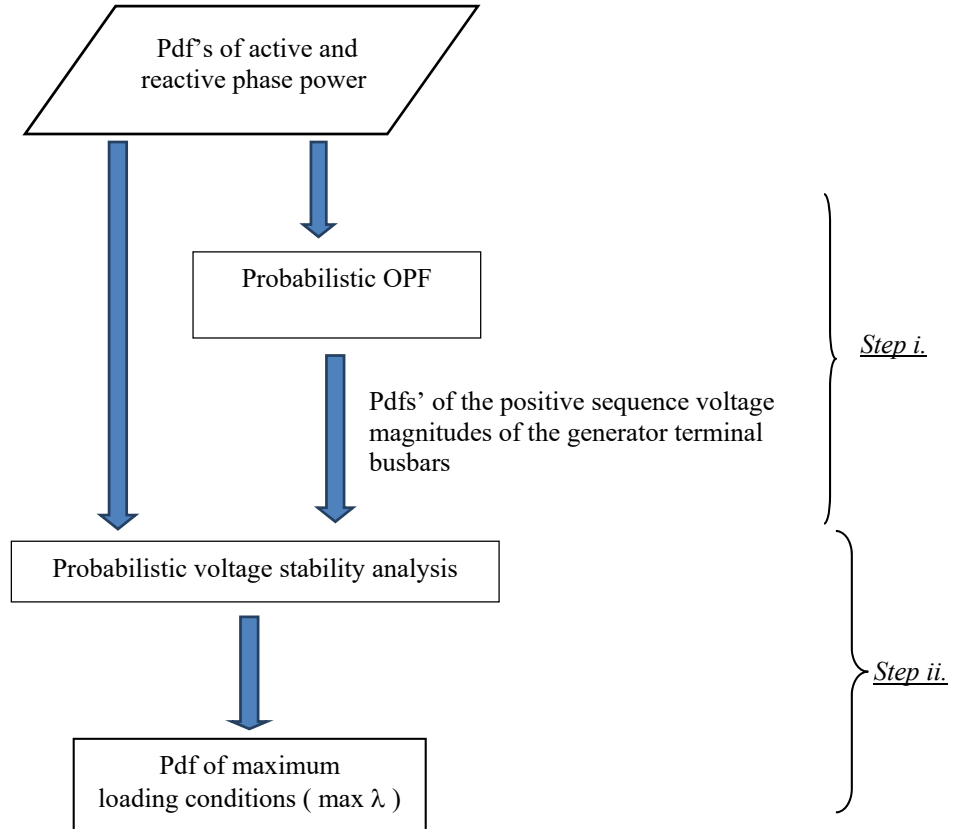 Pdf’s of active and
reactive phase power
Probabilistic OPF
Step i.
Pdfs’ of the positive sequence voltage
magnitudes of the generator terminal
busbars
Probabilistic voltage stability analysis
Step ii.
Pdf of maximum
loading conditions ( max λ )